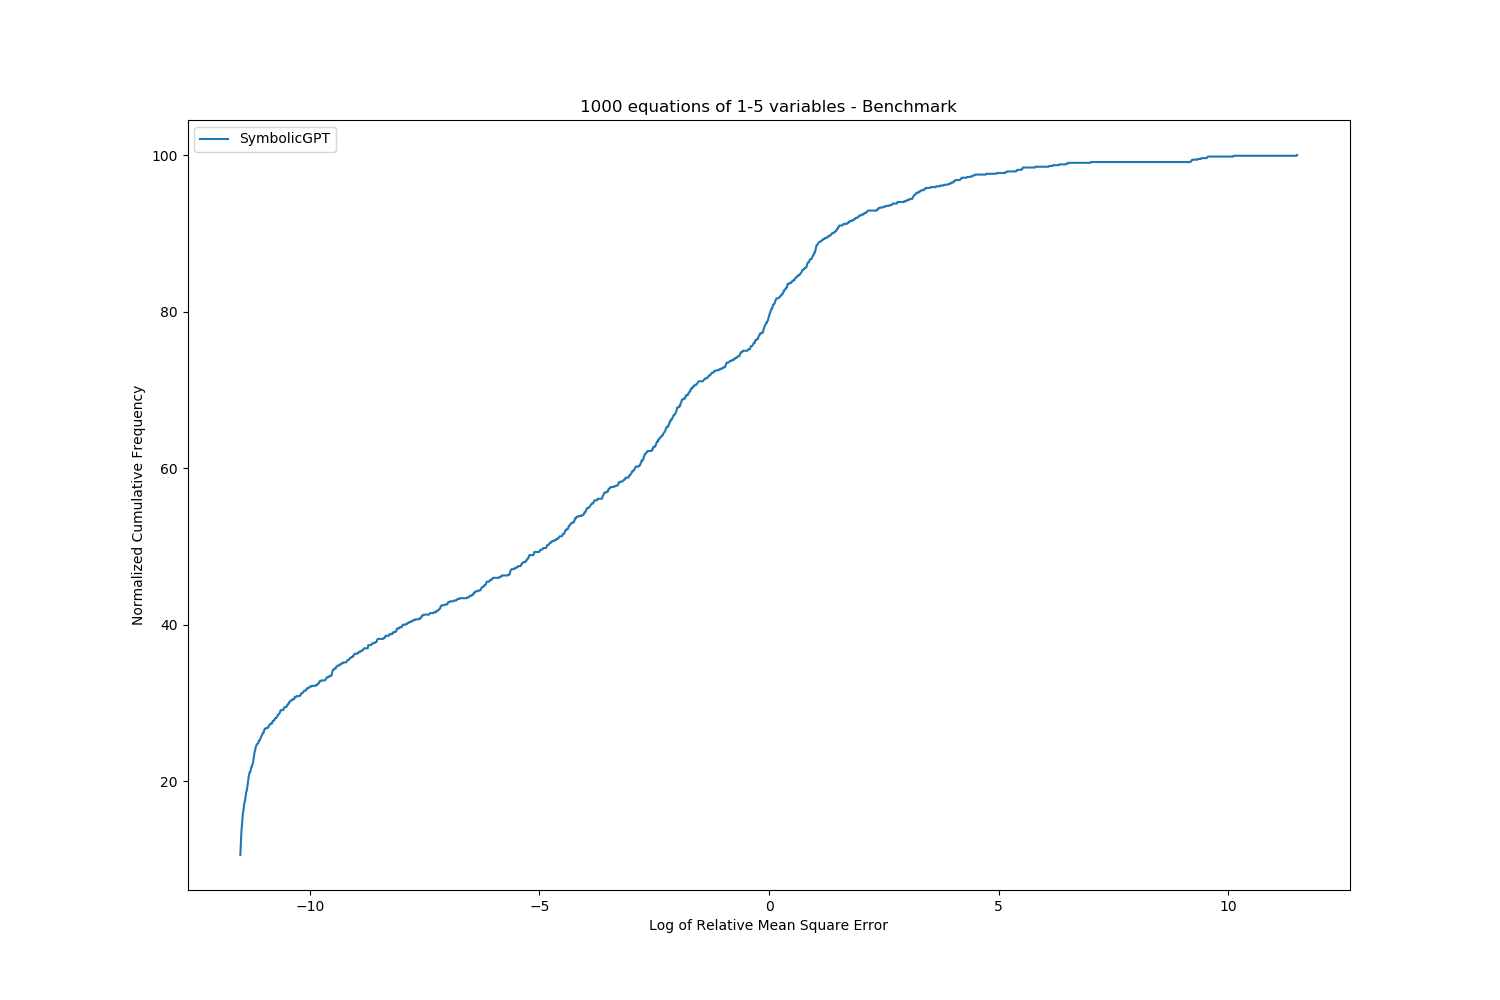 1000 equations of 1-5 variables - Benchmark
SymbolicGPT
100
80
60
40
20
Normalized Cumulative Frequency
−10
−5
0
5
10
Log of Relative Mean Square Error